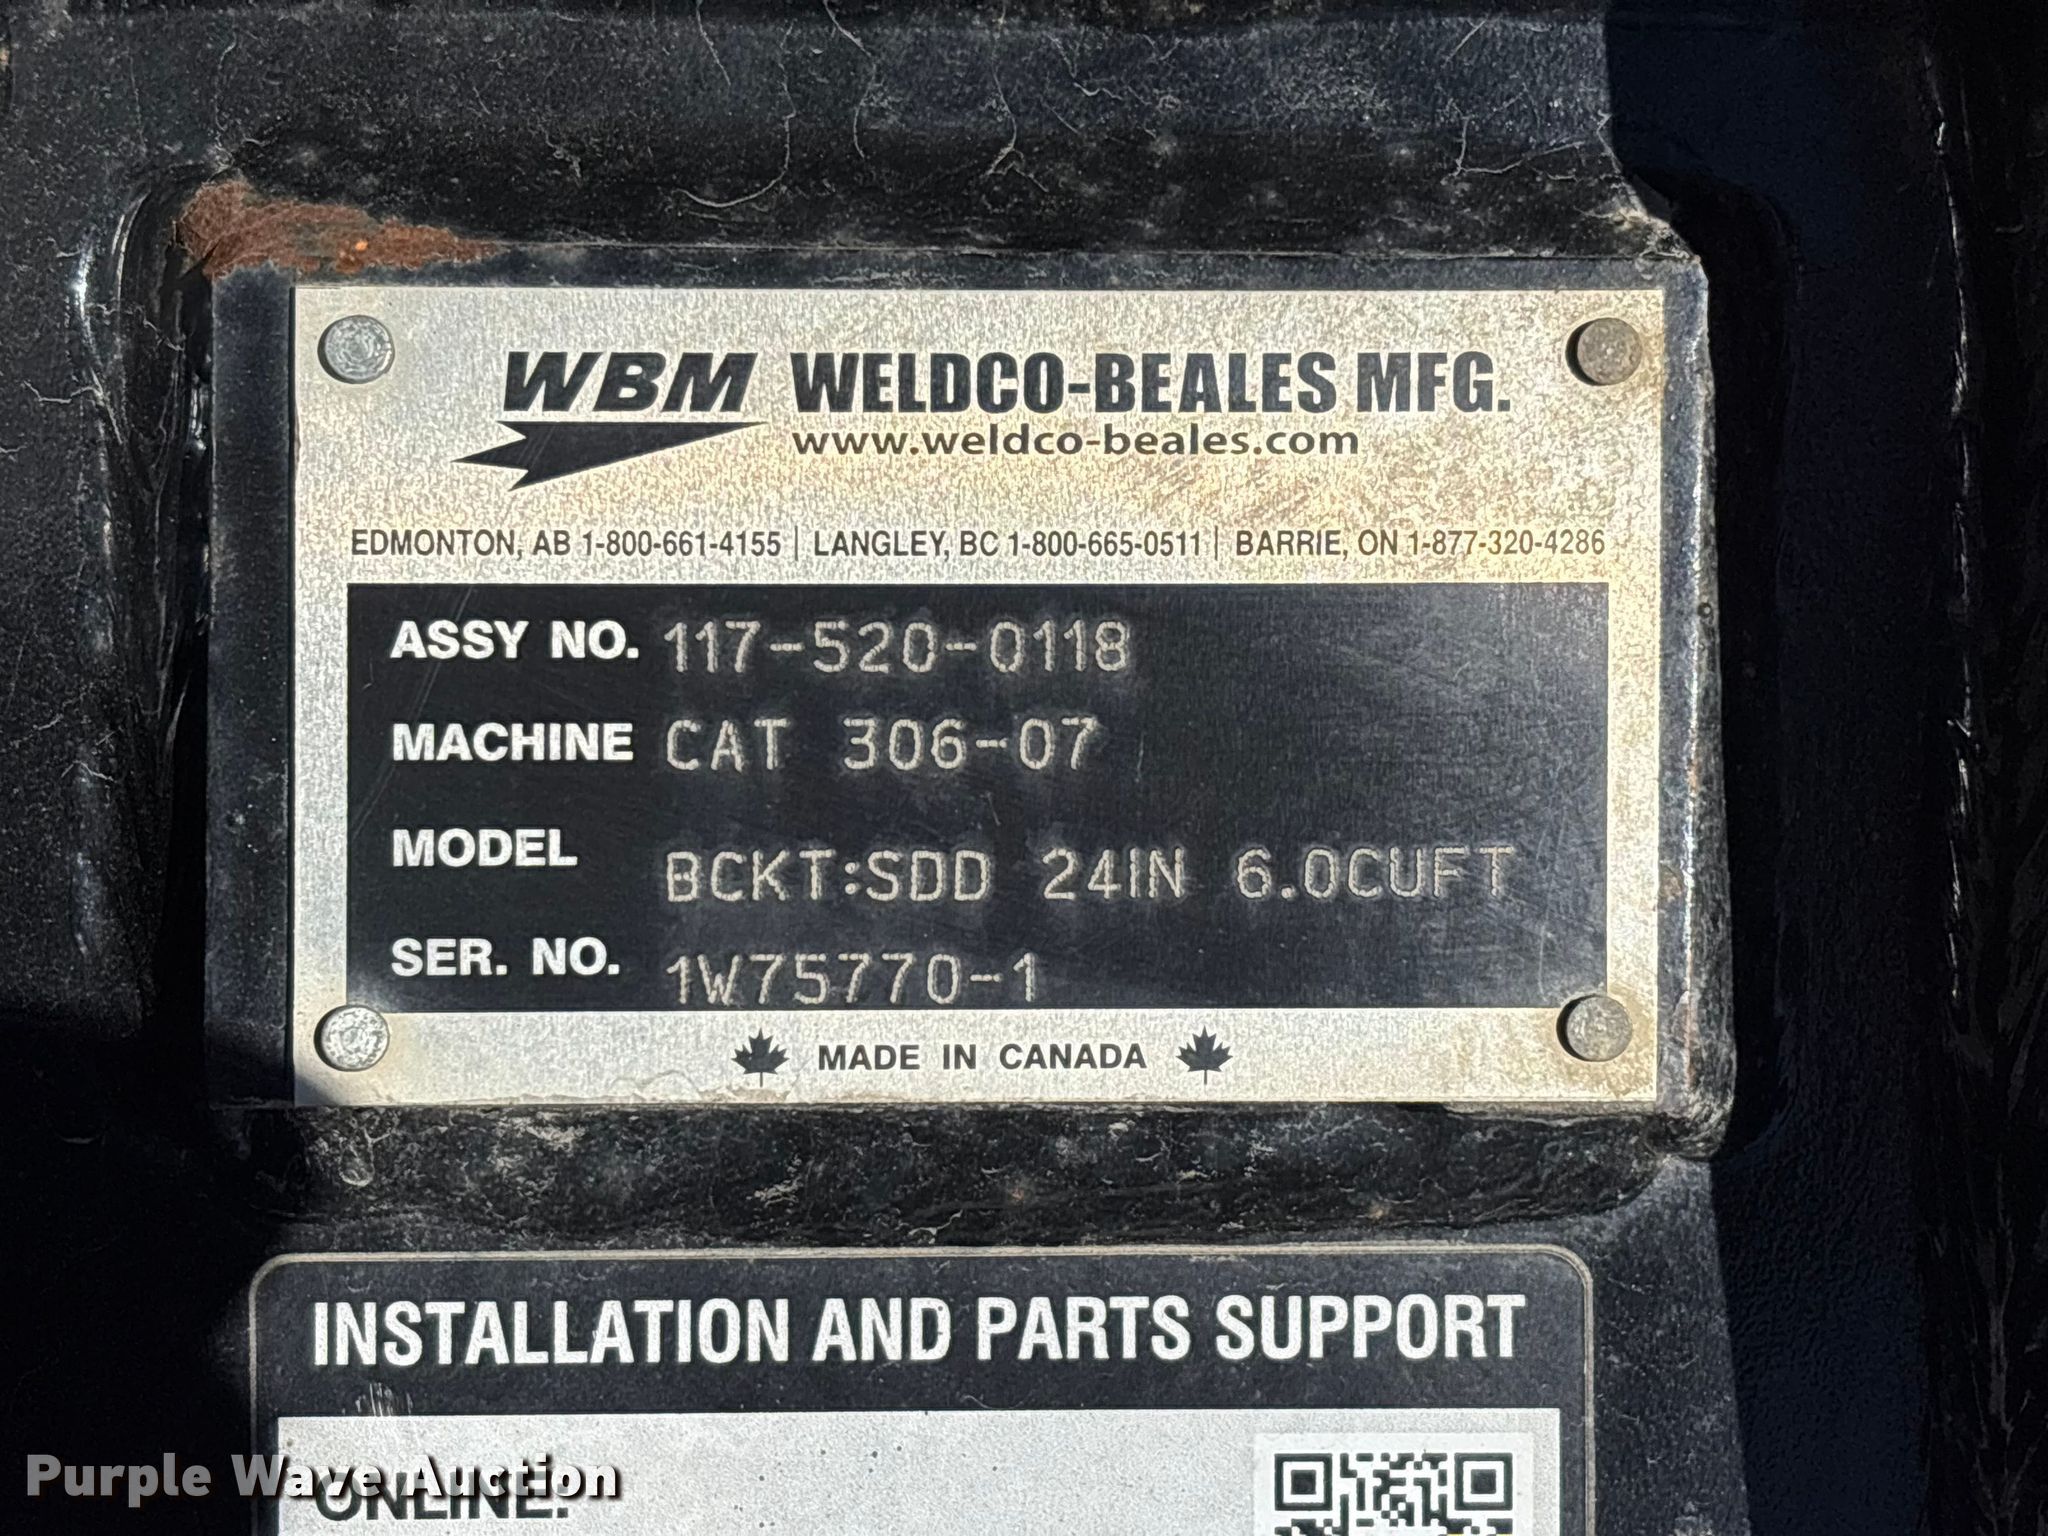 WBM WELDCO-BEALES MFG.
www.weldco-beales.com
EDMONTON, AB 1-800-661-4155 | LANGLEY, BC 1-800-665-0511 | BARRIE, ON 1-877-320-4286
ASSY NO. 117-520-0118
MACHINE CAT 306-07
MODEL BCKT:SDD 24IN 6.0CUFT
SER. NO. 1W75770-1
MADE IN CANADA
INSTALLATION AND PARTS SUPPORT
ONLINE:
Purple Wave Auction